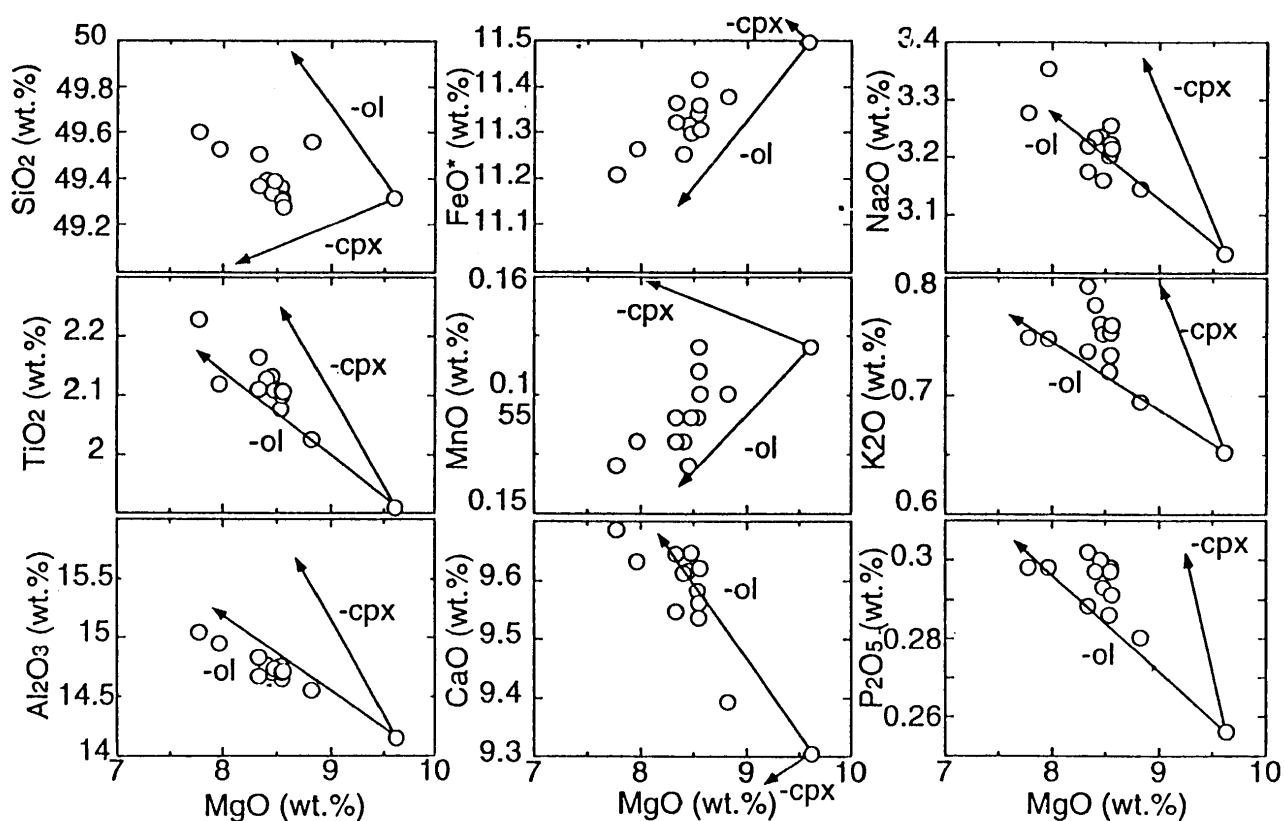 SiO2 (wt.%)
50
49.8
49.6
49.4
49.2
-ol
-cpx
FeO* (wt.%)
11.5
11.4
11.3
11.2
11.1
-cpx
-ol
Na2O (wt.%)
3.4
3.3
3.2
3.1
-cpx
-ol
TiO2 (wt.%)
2.2
2.1
2
-cpx
-ol
MnO (wt.%)
0.16
0.1
55
0.15
-cpx
-ol
K2O (wt.%)
0.8
0.7
0.6
-cpx
-ol
Al2O3 (wt.%)
15.5
15
14.5
14
-cpx
-ol
7 8 9 10
MgO (wt.%)
CaO (wt.%)
9.6
9.5
9.4
9.3
-ol
-cpx
7 8 9 10
MgO (wt.%)
P2O5 (wt.%)
0.3
0.28
0.26
-cpx
-ol
7 8 9 10
MgO (wt.%)